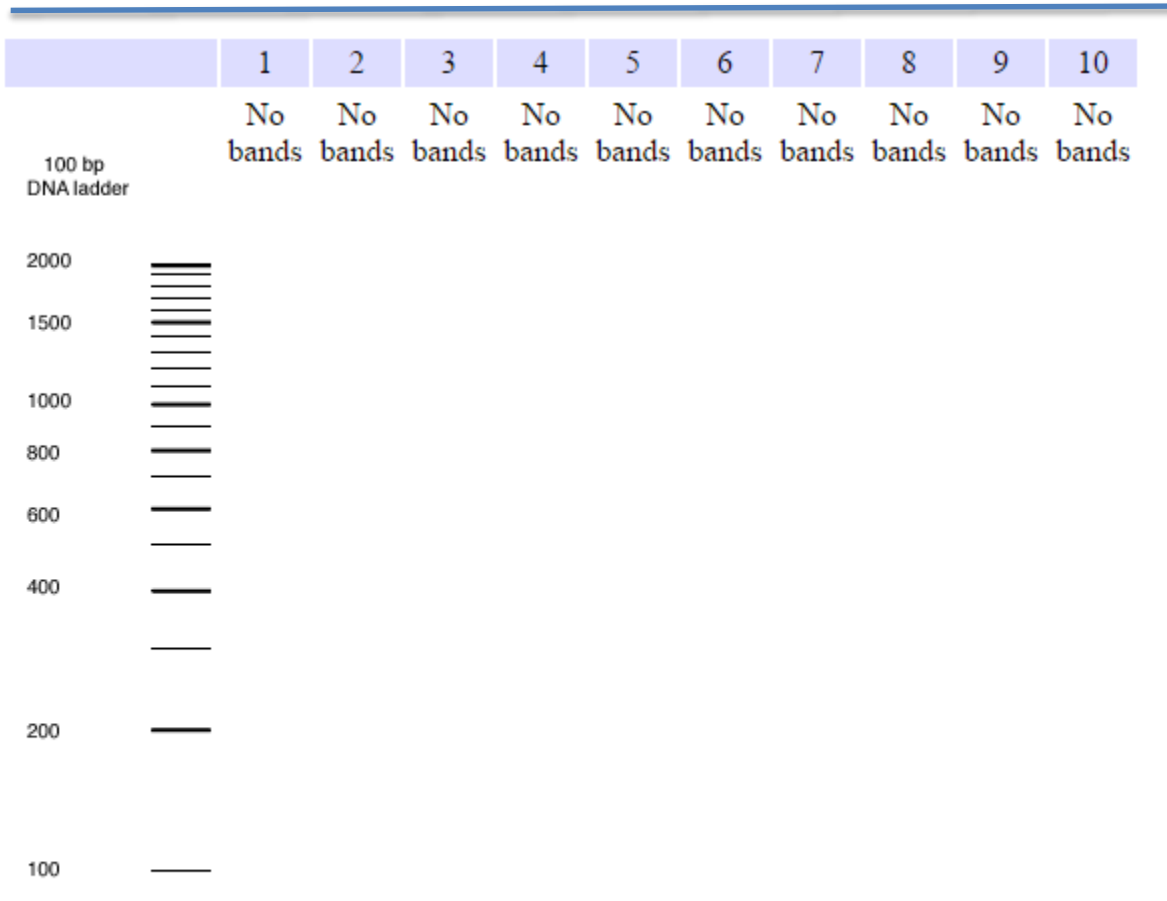 1 2 3 4 5 6 7 8 9 10
No No No No No No No No No No
bands bands bands bands bands bands bands bands bands bands
100 bp
DNA ladder
2000
1500
1000
800
600
400
200
100